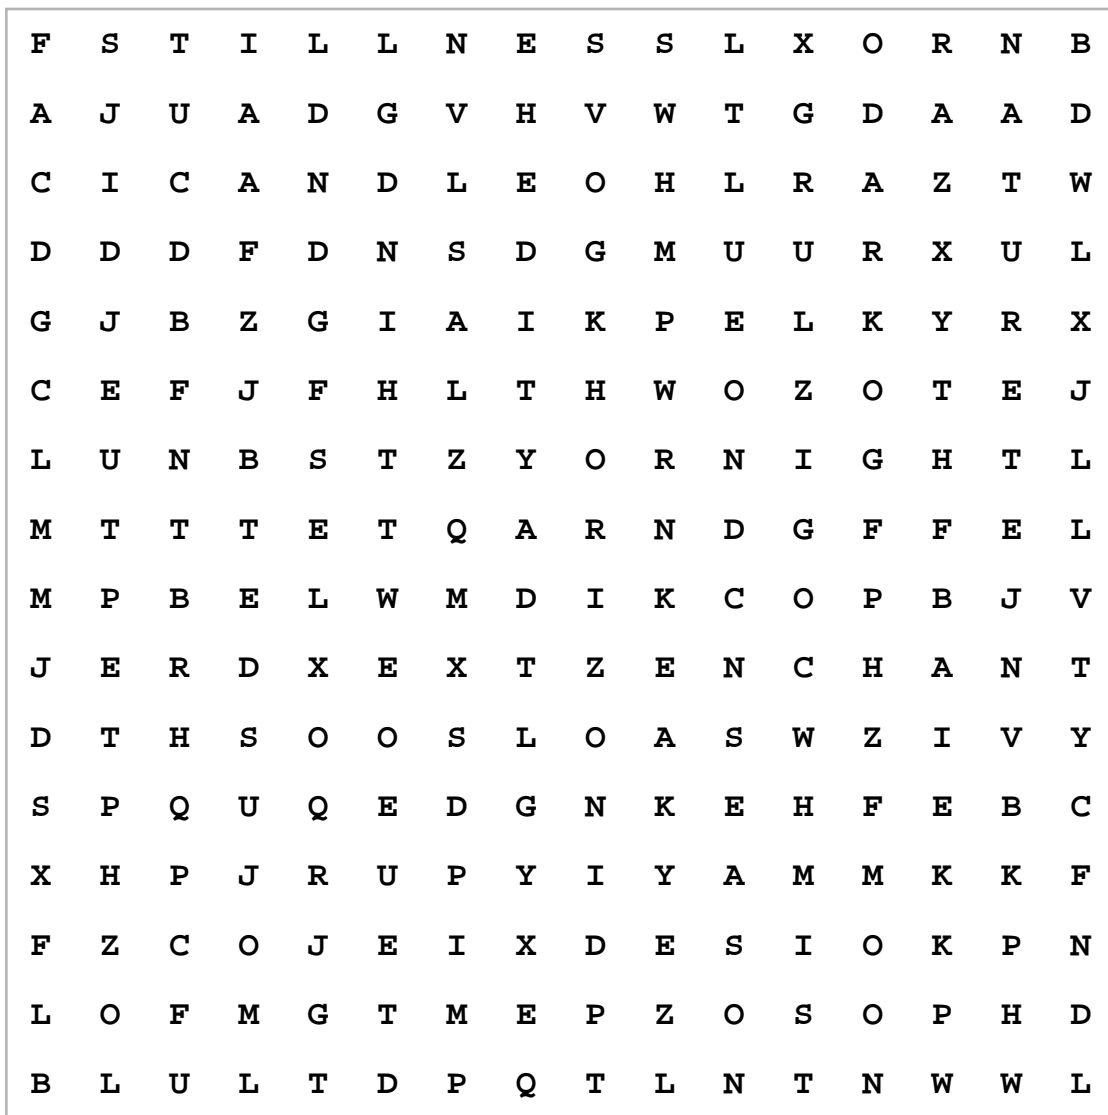 F S T I L L N E S S L X O R N B
A J U A D G V H V W T G D A A D
C I C A N D L E O H L R A Z T W
D D D F D N S D G M U U R X U L
G J B Z G I A I K P E L K Y R X
C E F J F H L T H W O Z O T E J
L U N B S T Z Y O R N I G H T L
M T T T E T Q A R N D G F F E L
M P B E L W M D I K C O P B J V
J E R D X E X T Z E N C H A N T
D T H S O O S L O A S W Z I V Y
S P Q U Q E D G N K E H F E B C
X H P J R U P Y I Y A M M K K F
F Z C O J E I X D E S I O K P N
L O F M G T M E P Z O S O P H D
B L U L T D P Q T L N T N W W L